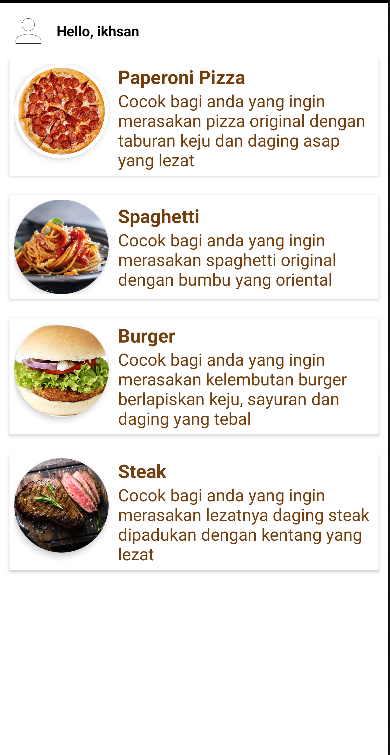 Hello, ikhsan
Paperoni Pizza
Cocok bagi anda yang ingin
merasakan pizza original dengan
taburan keju dan daging asap
yang lezat
Spaghetti
Cocok bagi anda yang ingin
merasakan spaghetti original
dengan bumbu yang oriental
Burger
Cocok bagi anda yang ingin
merasakan kelembutan burger
berlapiskan keju, sayuran dan
daging yang tebal
Steak
Cocok bagi anda yang ingin
merasakan lezatnya daging steak
dipadukan dengan kentang yang
lezat